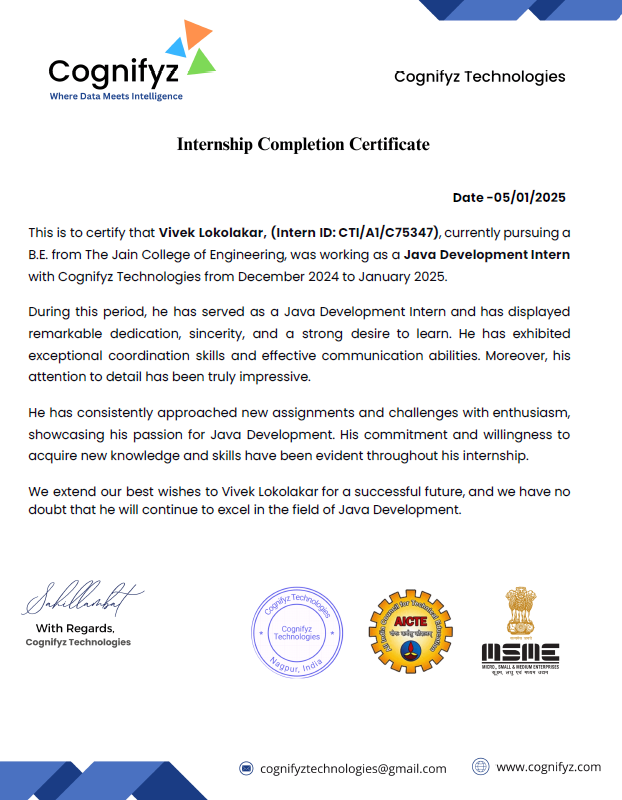 Cognifyz
Where Data Meets Intelligence
Cognifyz Technologies
Internship Completion Certificate
Date -05/01/2025
This is to certify that Vivek Lokolakar, (Intern ID: CTI/A1/C75347), currently pursuing a
B.E. from The Jain College of Engineering, was working as a Java Development Intern
with Cognifyz Technologies from December 2024 to January 2025.
During this period, he has served as a Java Development Intern and has displayed
remarkable dedication, sincerity, and a strong desire to learn. He has exhibited
exceptional coordination skills and effective communication abilities. Moreover, his
attention to detail has been truly impressive.
He has consistently approached new assignments and challenges with enthusiasm,
showcasing his passion for Java Development. His commitment and willingness to
acquire new knowledge and skills have been evident throughout his internship.
We extend our best wishes to Vivek Lokolakar for a successful future, and we have no
doubt that he will continue to excel in the field of Java Development.
With Regards,
Cognifyz Technologies
Cognifyz Technologies
Cognifyz
Technologies
Nagpur, India
All India Council for Technical Education
AICTE
MSME
MICRO, SMALL & MEDIUM ENTERPRISES
सूक्ष्म, लघु एवं मध्यम उद्यम
cognifyztechnologies@gmail.com
www.cognifyz.com